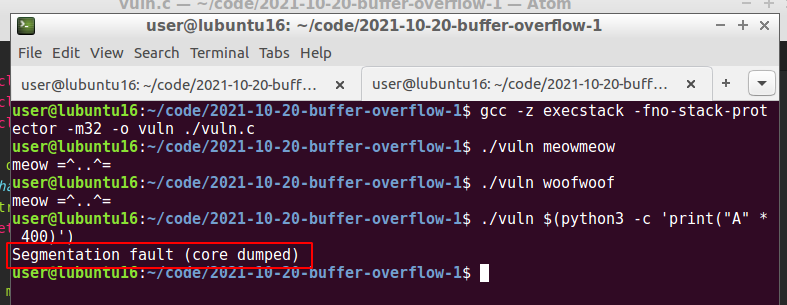 vuln.c — ~/code/2021-10-20-buffer-overflow-1 — Atom
user@lubuntu16: ~/code/2021-10-20-buffer-overflow-1
File Edit View Search Terminal Tabs Help
user@lubuntu16: ~/code/2021-10-20-buff... × user@lubuntu16: ~/code/2021-10-20-buff... ×
user@lubuntu16:~/code/2021-10-20-buffer-overflow-1$ gcc -z execstack -fno-stack-prot
ector -m32 -o vuln ./vuln.c
user@lubuntu16:~/code/2021-10-20-buffer-overflow-1$ ./vuln meowmeow
meow =^..^=
user@lubuntu16:~/code/2021-10-20-buffer-overflow-1$ ./vuln woofwoof
meow =^..^=
user@lubuntu16:~/code/2021-10-20-buffer-overflow-1$ ./vuln $(python3 -c 'print("A" *
 400)')
Segmentation fault (core dumped)
user@lubuntu16:~/code/2021-10-20-buffer-overflow-1$